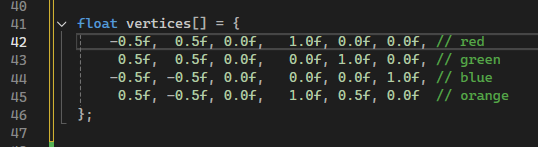 40
41 float vertices[] = {
42 -0.5f, 0.5f, 0.0f, 1.0f, 0.0f, 0.0f, // red
43 0.5f, 0.5f, 0.0f, 0.0f, 1.0f, 0.0f, // green
44 -0.5f, -0.5f, 0.0f, 0.0f, 0.0f, 1.0f, // blue
45 0.5f, -0.5f, 0.0f, 1.0f, 0.5f, 0.0f // orange
46 };
47